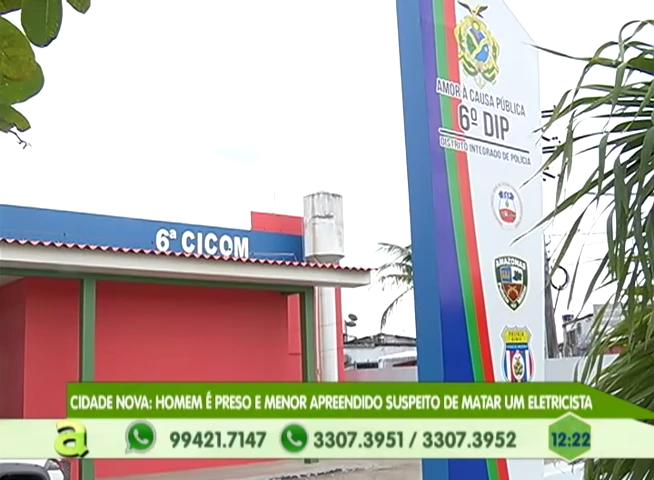 AMOR À CAUSA PÚBLICA
6º DIP
DISTRITO INTEGRADO DE POLÍCIA
6ª CICOM
AMAZONAS
CIDADE NOVA: HOMEM É PRESO E MENOR APREENDIDO SUSPEITO DE MATAR UM ELETRICISTA
a 99421.7147 3307.3951 / 3307.3952 12:22